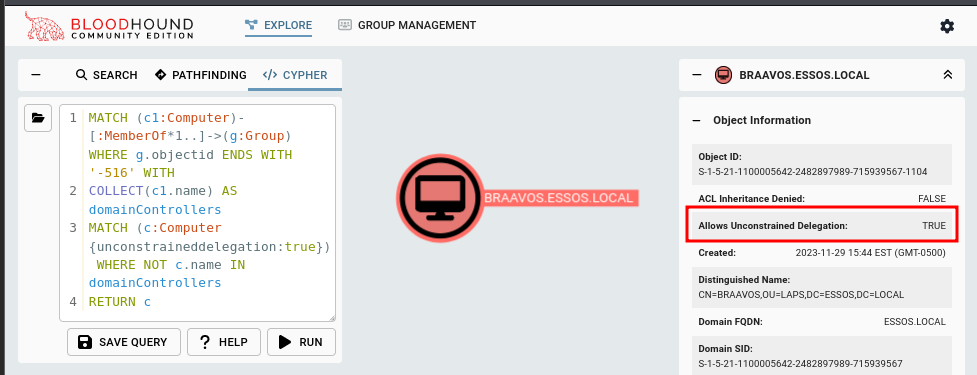 BLOODHOUND
COMMUNITY EDITION
EXPLORE
GROUP MANAGEMENT
SEARCH
PATHFINDING
</> CYPHER
1 MATCH (c1:Computer)-
[:MemberOf*1..]->(g:Group)
WHERE g.objectid ENDS WITH
'-516' WITH
2 COLLECT(c1.name) AS
domainControllers
3 MATCH (c:Computer
{unconstraineddelegation:true})
WHERE NOT c.name IN
domainControllers
4 RETURN c
SAVE QUERY
? HELP
RUN
BRAAVOS.ESSOS.LOCAL
BRAAVOS.ESSOS.LOCAL
Object Information
Object ID:
S-1-5-21-1100005642-2482897989-715939567-1104
ACL Inheritance Denied: FALSE
Allows Unconstrained Delegation: TRUE
Created: 2023-11-29 15:44 EST (GMT-0500)
Distinguished Name:
CN=BRAAVOS,OU=LAPS,DC=ESSOS,DC=LOCAL
Domain FQDN: ESSOS.LOCAL
Domain SID:
S-1-5-21-1100005642-2482897989-715939567